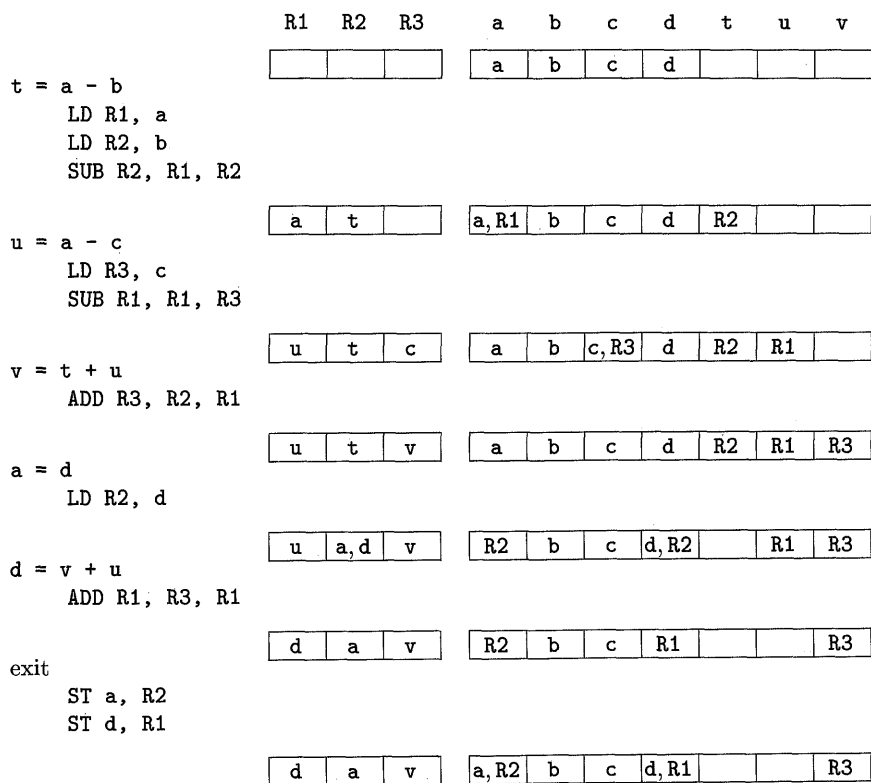 R1 R2 R3 a b c d t u v
a b c d
t = a - b
LD R1, a
LD R2, b
SUB R2, R1, R2
a t a, R1 b c d R2
u = a - c
LD R3, c
SUB R1, R1, R3
u t c a b c, R3 d R2 R1
v = t + u
ADD R3, R2, R1
u t v a b c d R2 R1 R3
a = d
LD R2, d
u a, d v R2 b c d, R2 R1 R3
d = v + u
ADD R1, R3, R1
d a v R2 b c R1 R3
exit
ST a, R2
ST d, R1
d a v a, R2 b c d, R1 R3